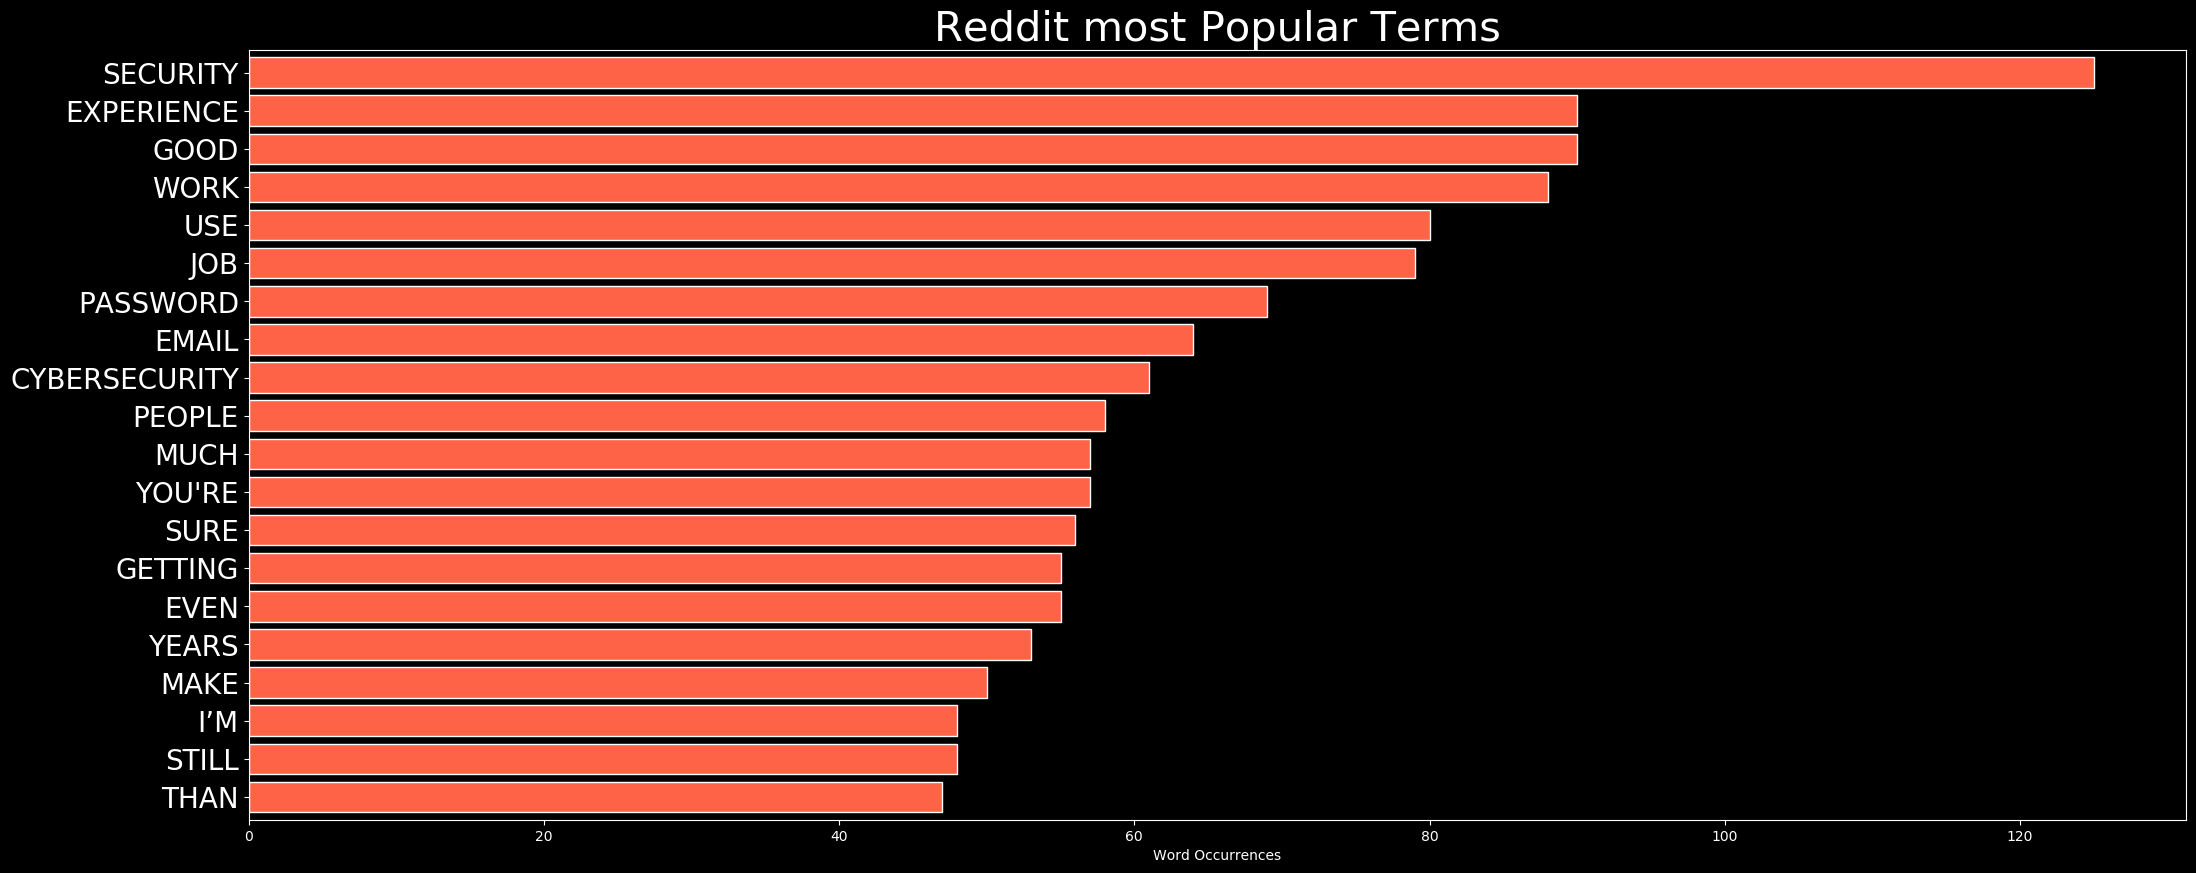 Reddit most Popular Terms
SECURITY
EXPERIENCE
GOOD
WORK
USE
JOB
PASSWORD
EMAIL
CYBERSECURITY
PEOPLE
MUCH
YOU'RE
SURE
GETTING
EVEN
YEARS
MAKE
I’M
STILL
THAN
0 20 40 60 80 100 120
Word Occurrences